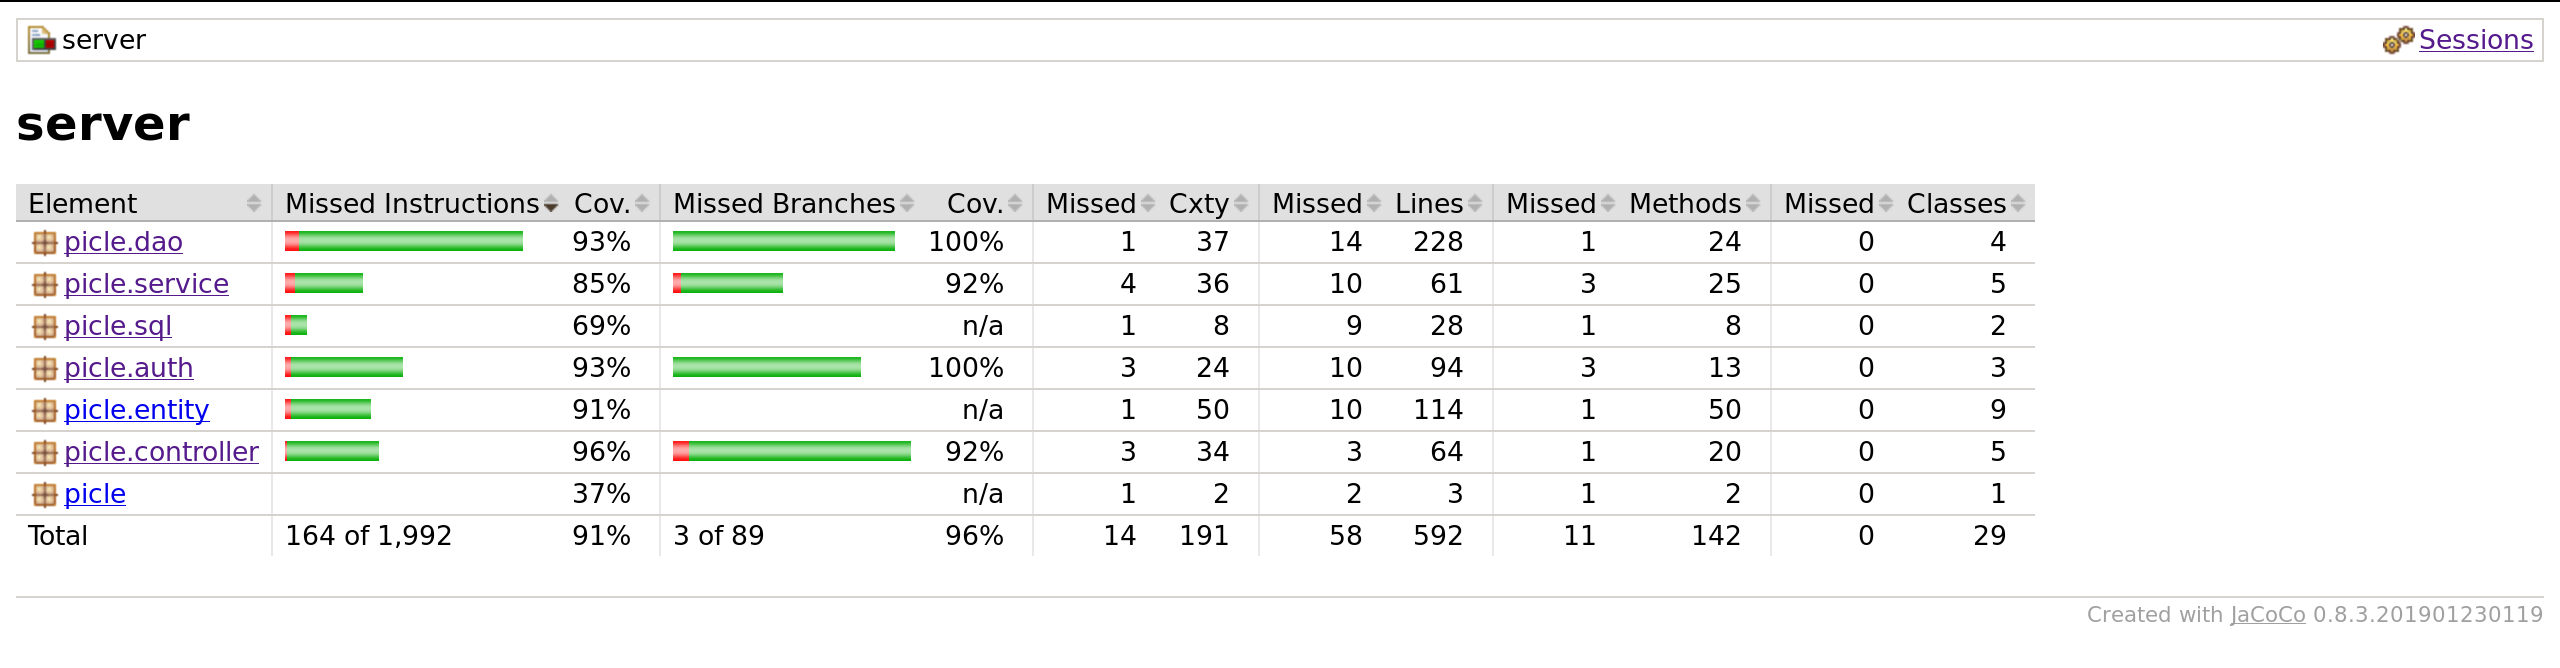 server Sessions
server
Element Missed Instructions Cov. Missed Branches Cov. Missed Cxty Missed Lines Missed Methods Missed Classes
picle.dao 93% 100% 1 37 14 228 1 24 0 4
picle.service 85% 92% 4 36 10 61 3 25 0 5
picle.sql 69% n/a 1 8 9 28 1 8 0 2
picle.auth 93% 100% 3 24 10 94 3 13 0 3
picle.entity 91% n/a 1 50 10 114 1 50 0 9
picle.controller 96% 92% 3 34 3 64 1 20 0 5
picle 37% n/a 1 2 2 3 1 2 0 1
Total 164 of 1,992 91% 3 of 89 96% 14 191 58 592 11 142 0 29
Created with JaCoCo 0.8.3.201901230119